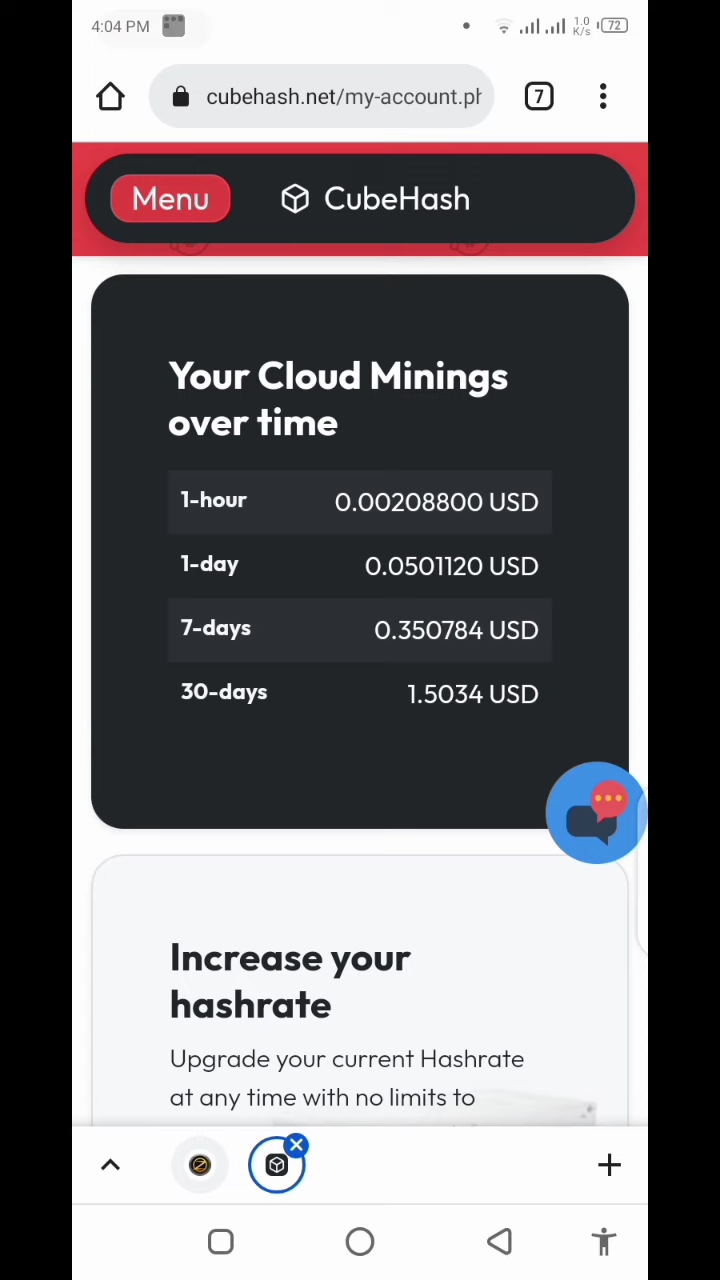 4:04 PM 1.0 K/s 72
cubehash.net/my-account.ph
7
Menu CubeHash
Your Cloud Minings
over time
1-hour 0.00208800 USD
1-day 0.0501120 USD
7-days 0.350784 USD
30-days 1.5034 USD
Increase your
hashrate
Upgrade your current Hashrate
at any time with no limits to